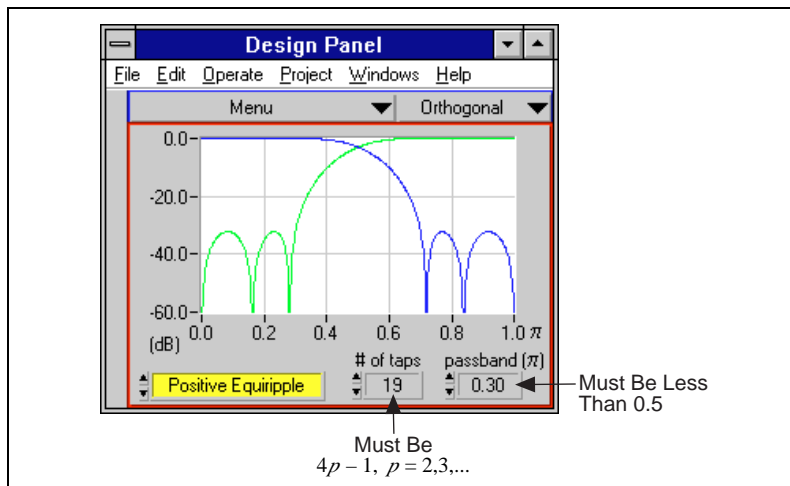 Design Panel
File Edit Operate Project Windows Help
Menu Orthogonal
0.0
-20.0
-40.0
-60.0
(dB)
0.0 0.2 0.4 0.6 0.8 1.0 π
# of taps passband (π)
Positive Equiripple 19 0.30
Must Be Less
Than 0.5
Must Be
4p – 1, p = 2,3,...